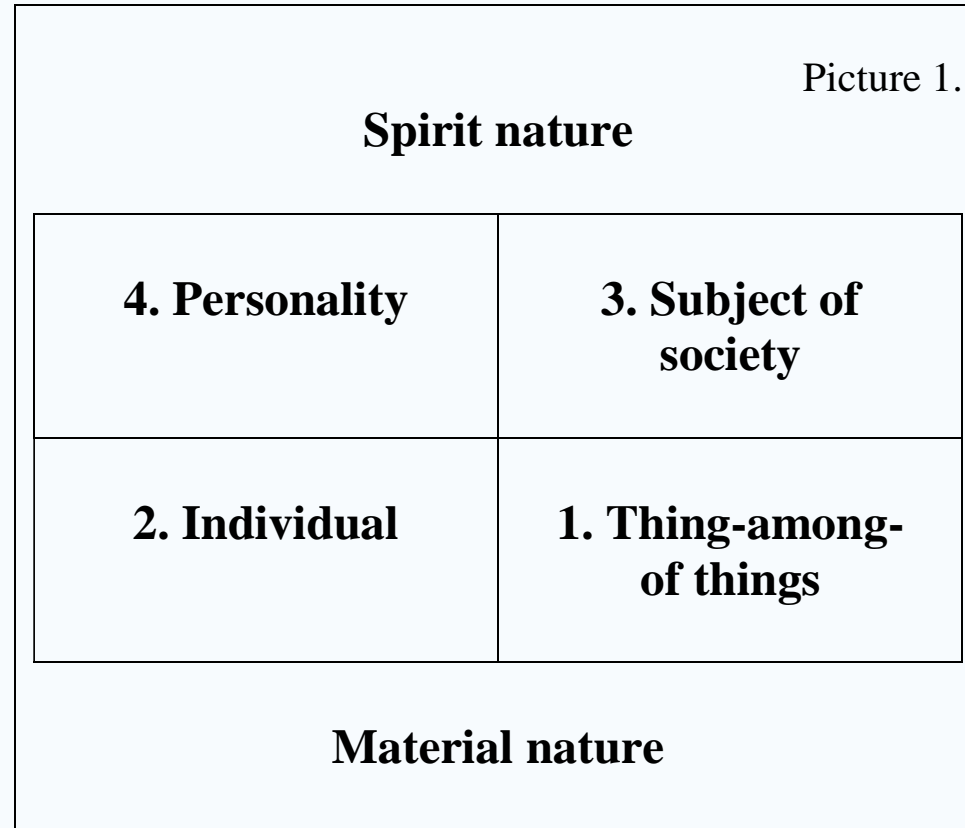 Picture 1.
Spirit nature
4. Personality
3. Subject of
society
2. Individual
1. Thing-among-
of things
Material nature